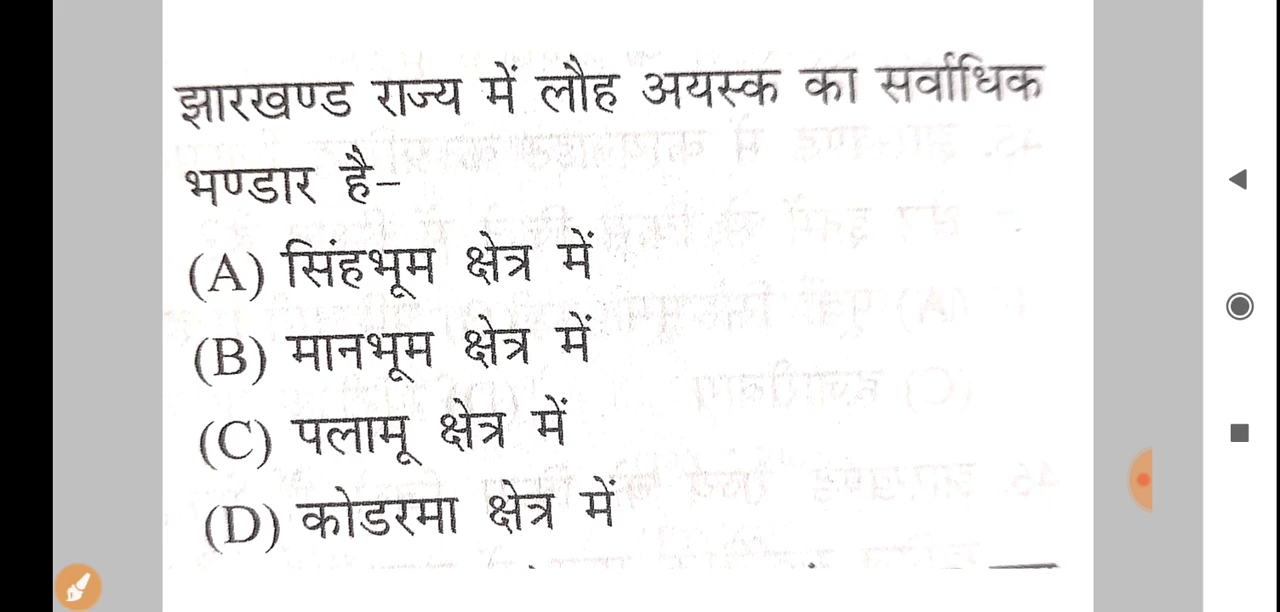 झारखण्ड राज्य में लौह अयस्क का सर्वाधिक
भण्डार है–
(A) सिंहभूम क्षेत्र में
(B) मानभूम क्षेत्र में
(C) पलामू क्षेत्र में
(D) कोडरमा क्षेत्र में